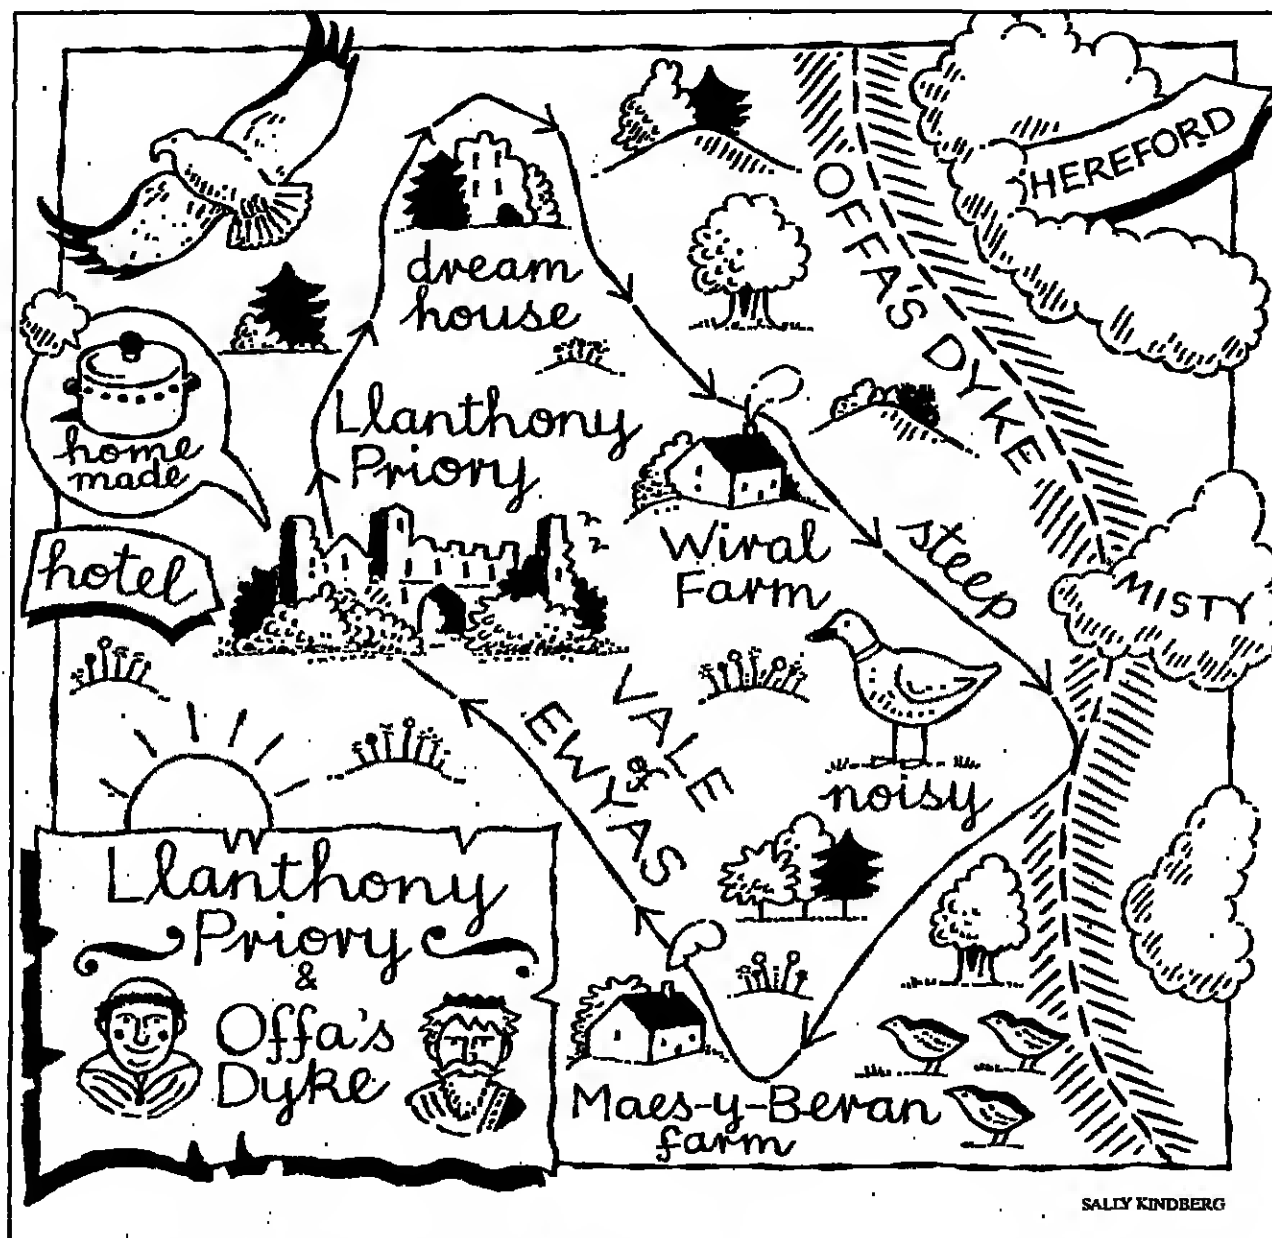 HEREFORD
OFFA'S DYKE
dream
house
Llanthony
Priory
home
made
hotel
Wiral
Farm
steep
MISTY
VALE
of
EWYAS
noisy
Llanthony
Priory
&
Offa's
Dyke
Maes-y-Beran
farm
SALLY KINDBERG